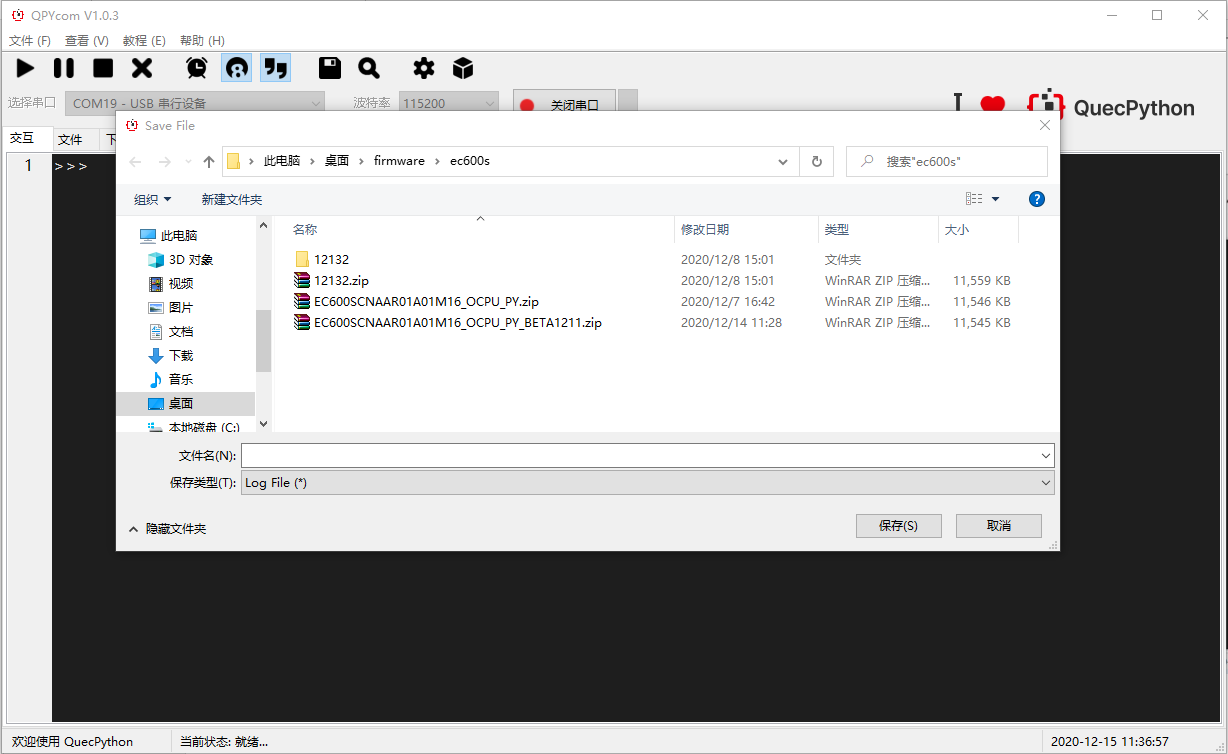 QPYcom V1.0.3
文件 (F) 查看 (V) 教程 (E) 帮助 (H)
选择串口 COM19 - USB 串行设备 波特率 115200 关闭串口 I QuecPython
交互 文件 下
1 >>>
Save File
此电脑 › 桌面 › firmware › ec600s 搜索"ec600s"
组织 新建文件夹 ?
此电脑
3D 对象
视频
图片
文档
下载
音乐
桌面
本地磁盘 (C:)
名称 修改日期 类型 大小
12132 2020/12/8 15:01 文件夹
12132.zip 2020/12/8 15:01 WinRAR ZIP 压缩... 11,559 KB
EC600SCNAAR01A01M16_OCPU_PY.zip 2020/12/7 16:42 WinRAR ZIP 压缩... 11,546 KB
EC600SCNAAR01A01M16_OCPU_PY_BETA1211.zip 2020/12/14 11:28 WinRAR ZIP 压缩... 11,545 KB
文件名(N):
保存类型(T): Log File (*)
隐藏文件夹 保存(S) 取消
欢迎使用 QuecPython 当前状态: 就绪... 2020-12-15 11:36:57